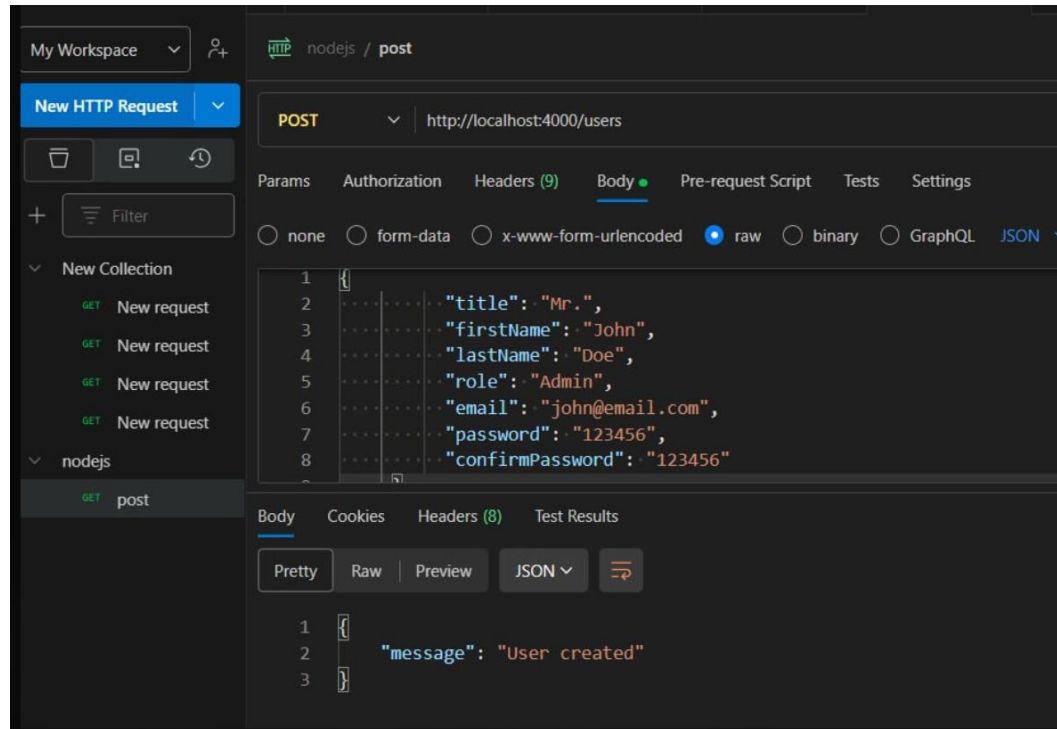 My Workspace
New HTTP Request
Filter
New Collection
GET New request
GET New request
GET New request
GET New request
nodejs
GET post
HTTP nodejs / post
POST http://localhost:4000/users
Params Authorization Headers (9) Body Pre-request Script Tests Settings
none form-data x-www-form-urlencoded raw binary GraphQL JSON
1 {
2 "title": "Mr.",
3 "firstName": "John",
4 "lastName": "Doe",
5 "role": "Admin",
6 "email": "john@email.com",
7 "password": "123456",
8 "confirmPassword": "123456"
}
Body Cookies Headers (8) Test Results
Pretty Raw Preview JSON
1 {
2 "message": "User created"
3 }